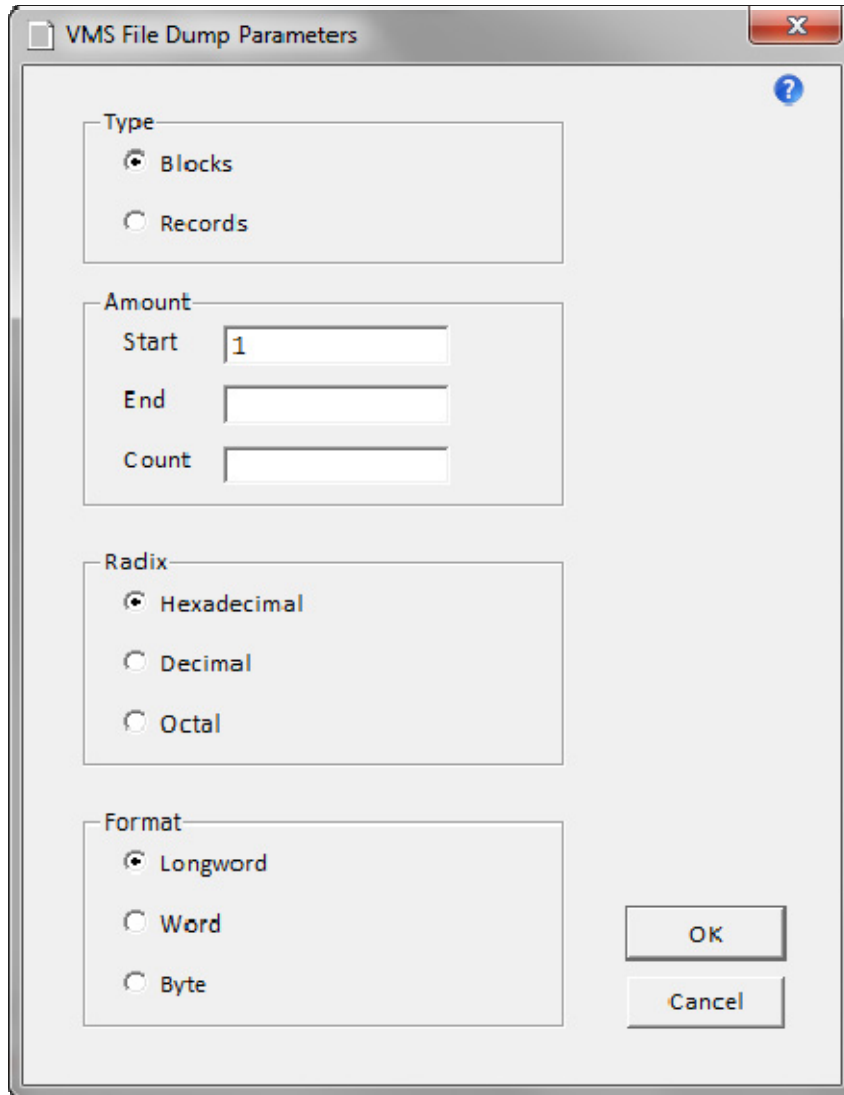 VMS File Dump Parameters
?
Type
Blocks
Records
Amount
Start 1
End
Count
Radix
Hexadecimal
Decimal
Octal
Format
Longword
Word
Byte
OK
Cancel